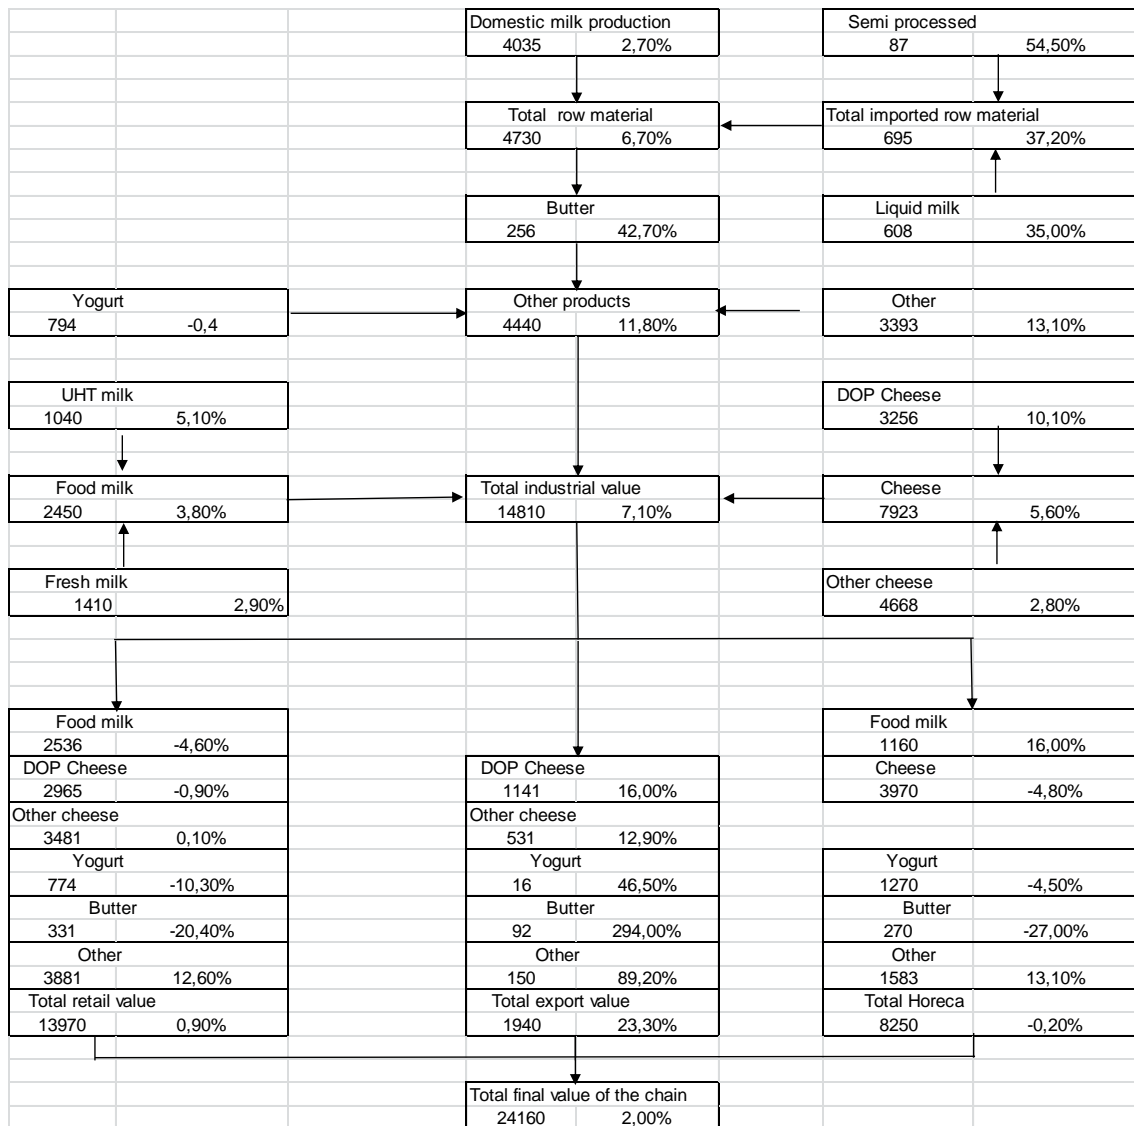 Domestic milk production
4035 2,70%
Semi processed
87 54,50%
Total row material
4730 6,70%
Total imported row material
695 37,20%
Butter
256 42,70%
Liquid milk
608 35,00%
Yogurt
794 -0,4
Other products
4440 11,80%
Other
3393 13,10%
UHT milk
1040 5,10%
DOP Cheese
3256 10,10%
Food milk
2450 3,80%
Total industrial value
14810 7,10%
Cheese
7923 5,60%
Fresh milk
1410 2,90%
Other cheese
4668 2,80%
Food milk
2536 -4,60%
DOP Cheese
2965 -0,90%
Other cheese
3481 0,10%
Yogurt
774 -10,30%
Butter
331 -20,40%
Other
3881 12,60%
Total retail value
13970 0,90%
DOP Cheese
1141 16,00%
Other cheese
531 12,90%
Yogurt
16 46,50%
Butter
92 294,00%
Other
150 89,20%
Total export value
1940 23,30%
Food milk
1160 16,00%
Cheese
3970 -4,80%
Yogurt
1270 -4,50%
Butter
270 -27,00%
Other
1583 13,10%
Total Horeca
8250 -0,20%
Total final value of the chain
24160 2,00%